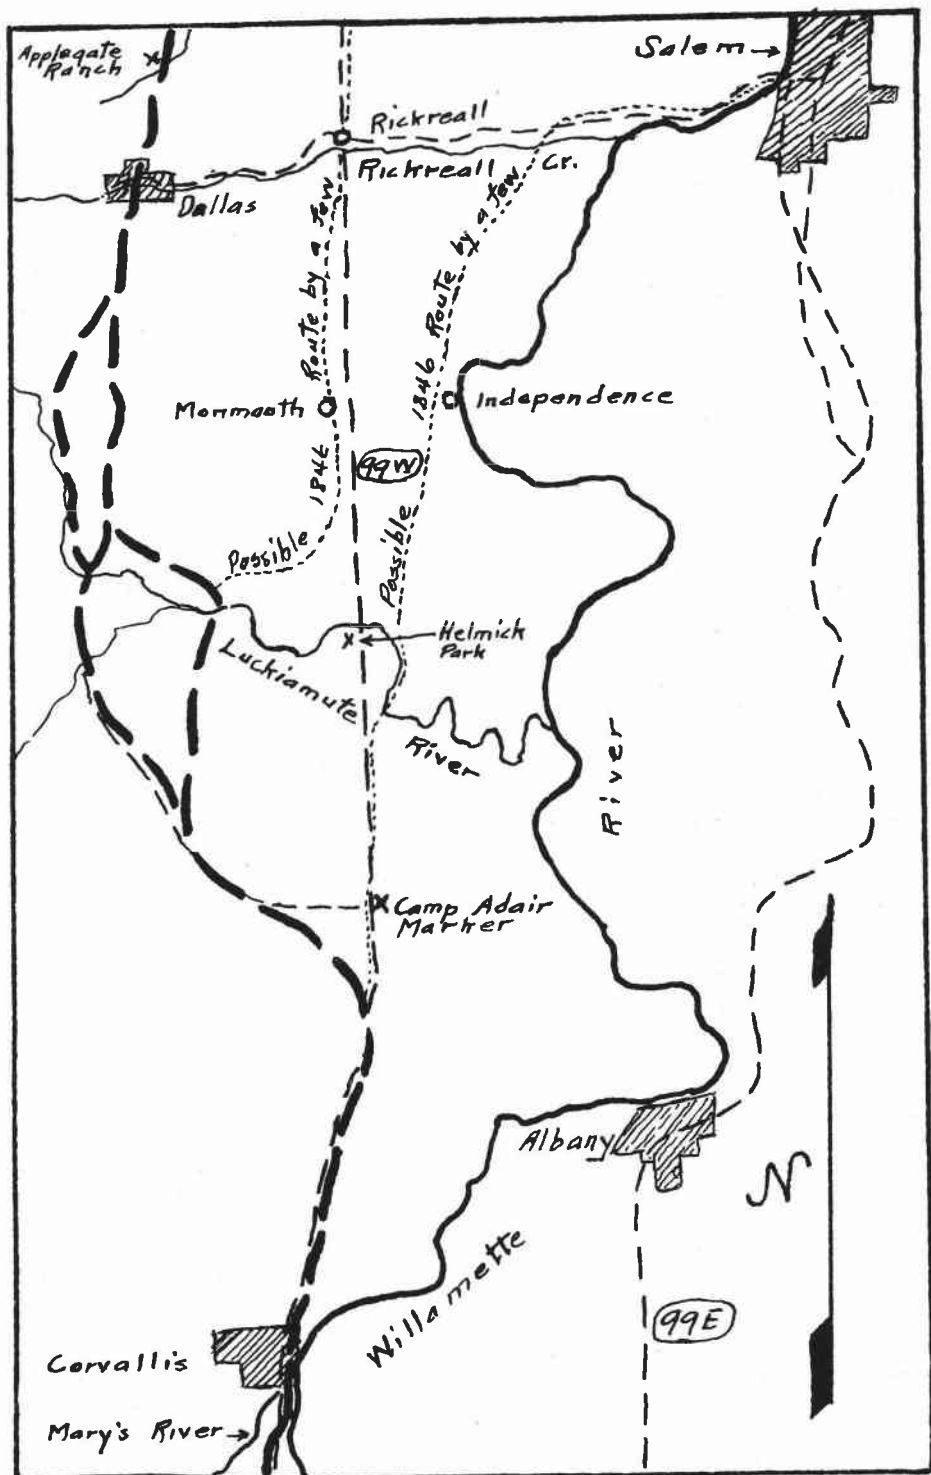 Applegate
Ranch
Salem
Rickreall
Rickreall Cr.
Dallas
1846 Route by a few
Possible
1846 Route by a few
Possible
Monmouth
Independence
99W
Helmick
Park
Luckiamute
River
River
Camp Adair
Marker
Albany
N
Willamette
99E
Corvallis
Mary's River